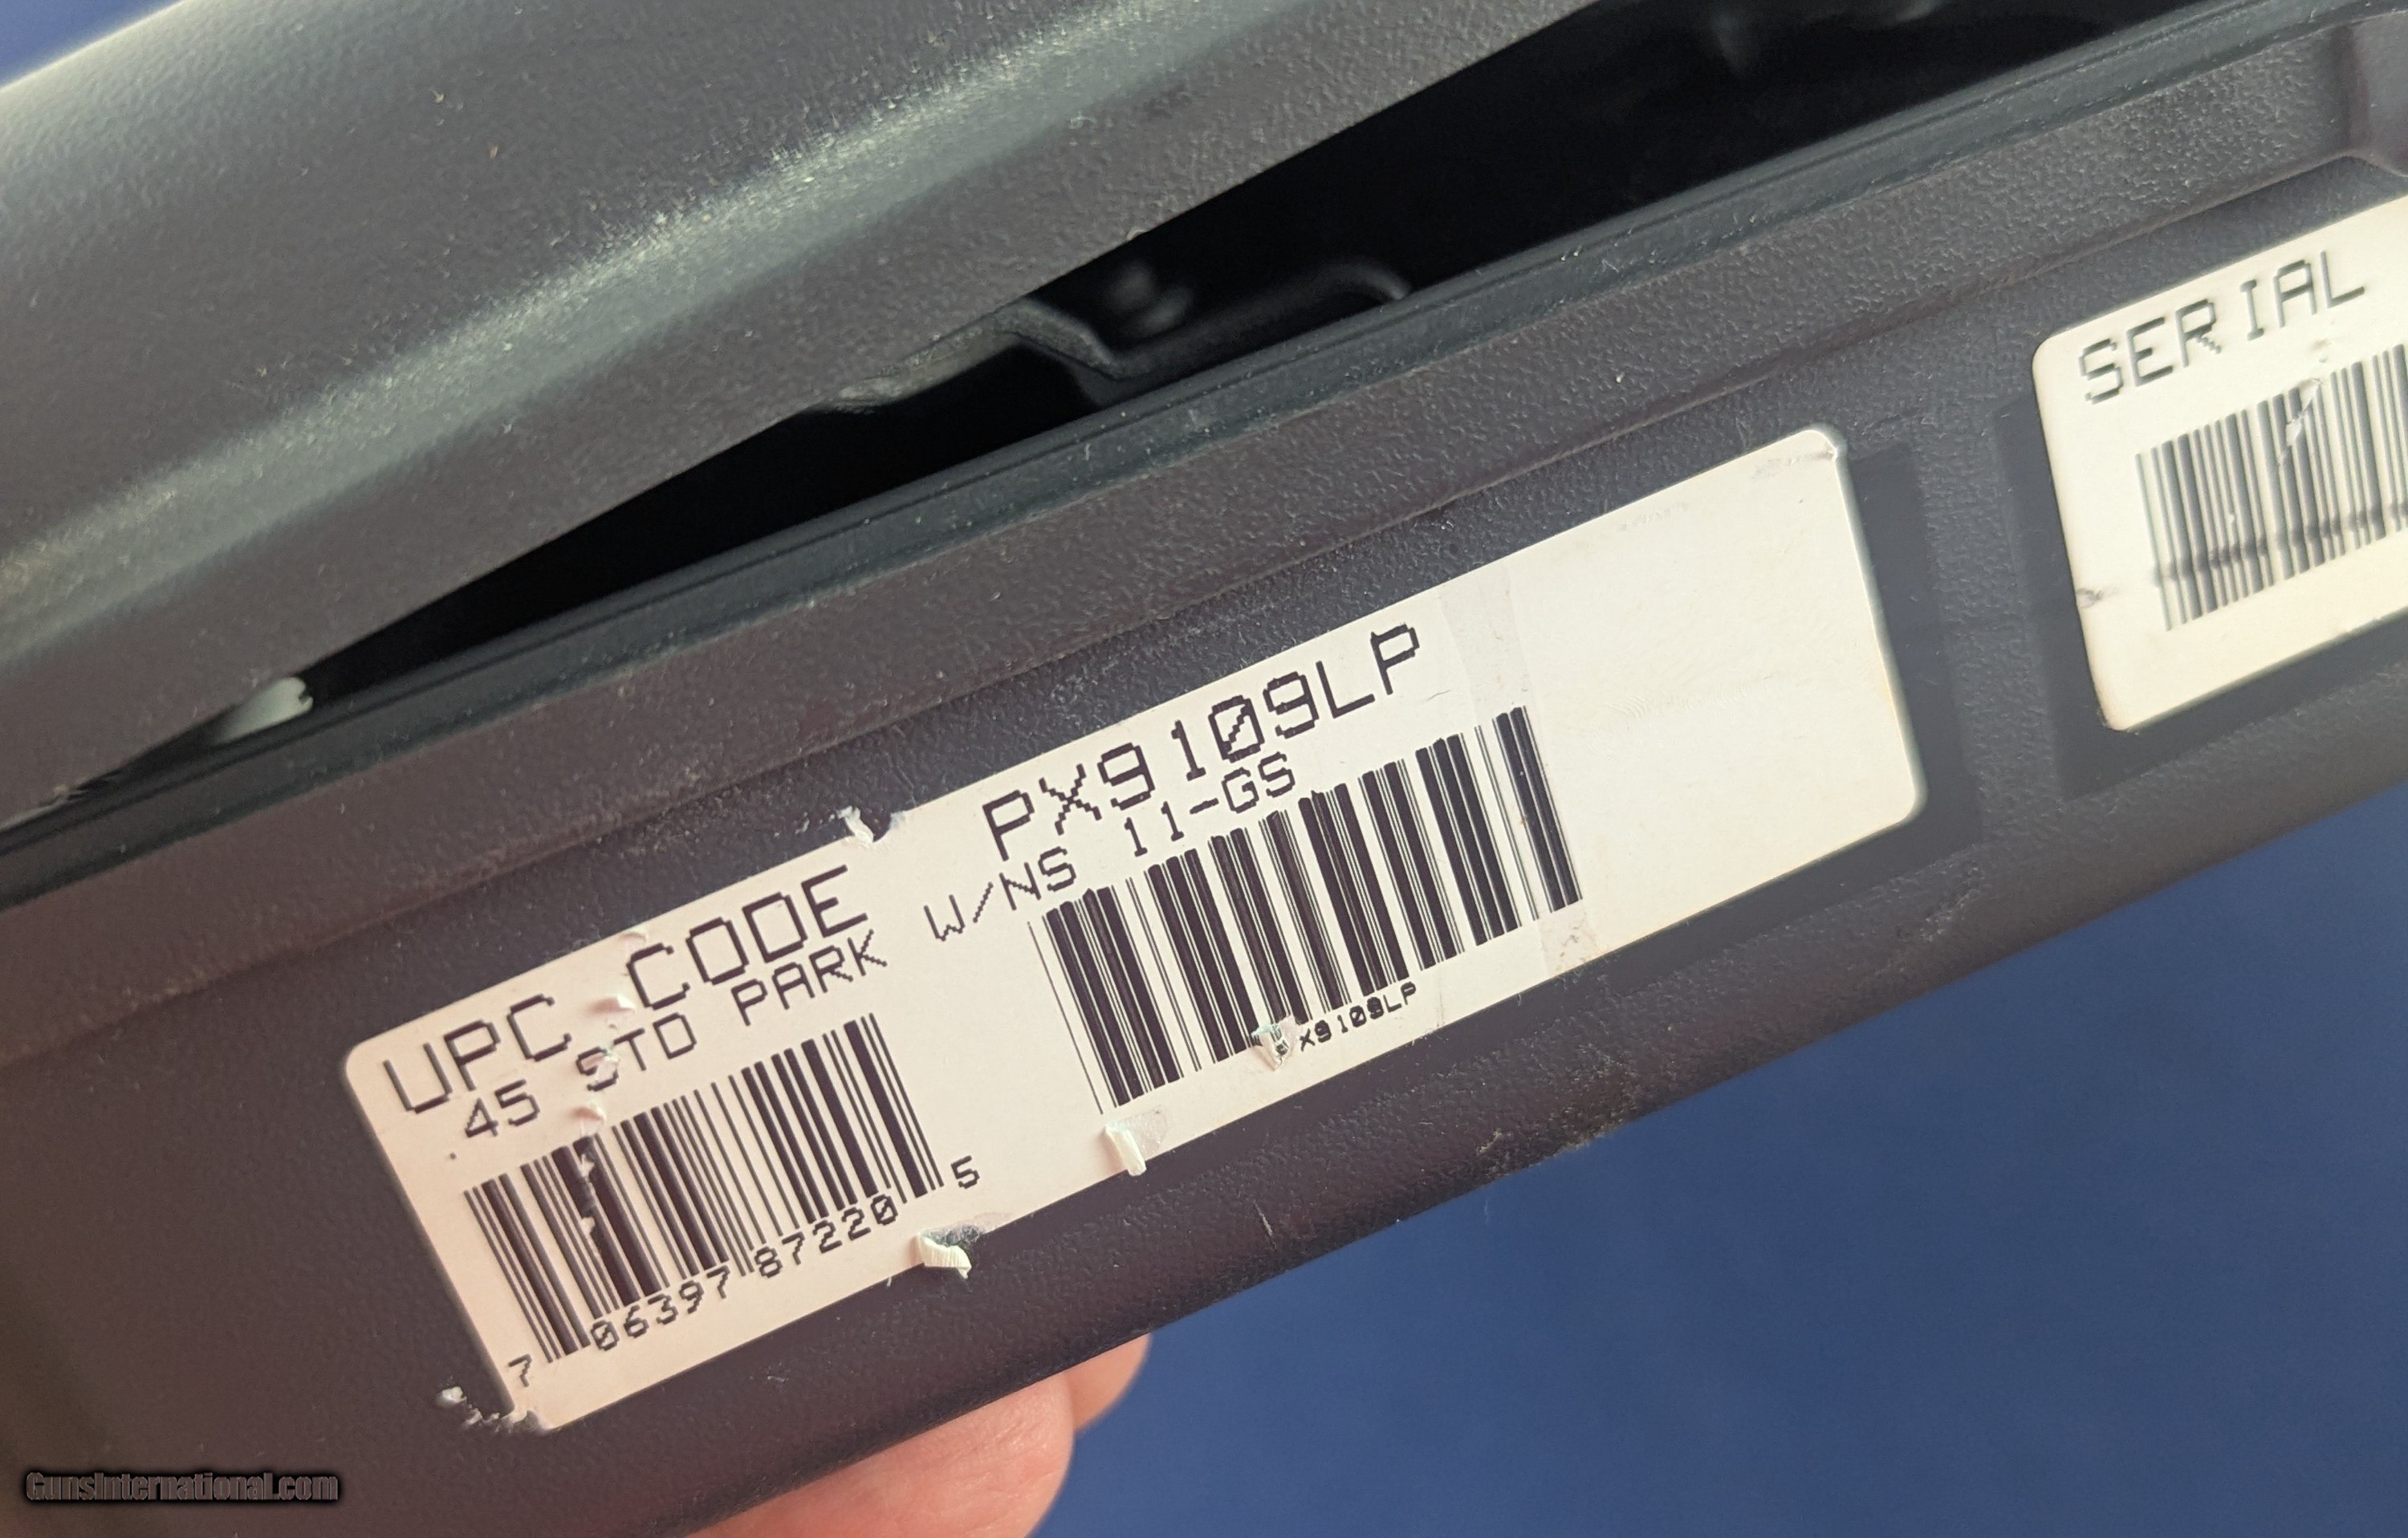 UPC CODE PX9109LP
.45 STD PARK W/NS 11-GS
7 06397 87220 5
PX9109LP
SERIAL
GunsInternational.com